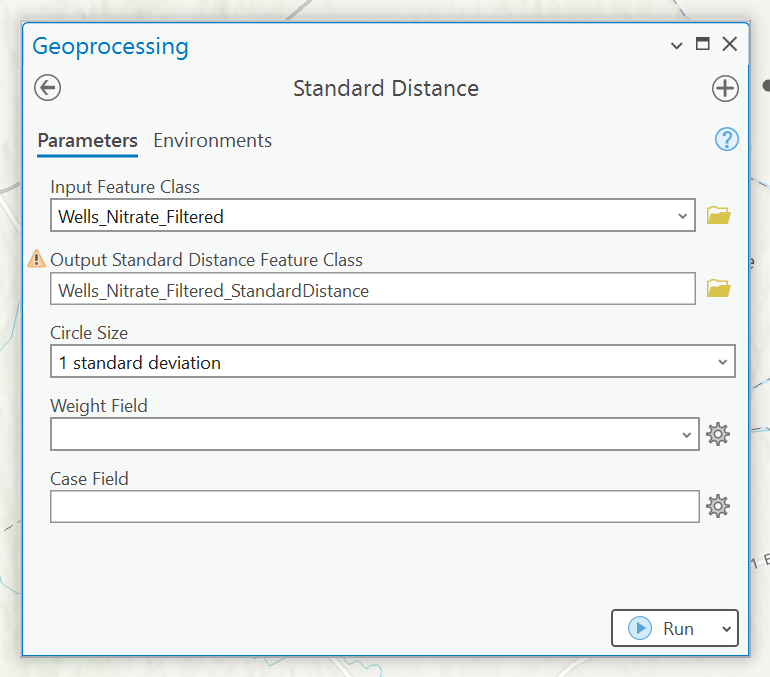 Geoprocessing
Standard Distance
Parameters Environments
Input Feature Class
Wells_Nitrate_Filtered
Output Standard Distance Feature Class
Wells_Nitrate_Filtered_StandardDistance
Circle Size
1 standard deviation
Weight Field
Case Field
Run